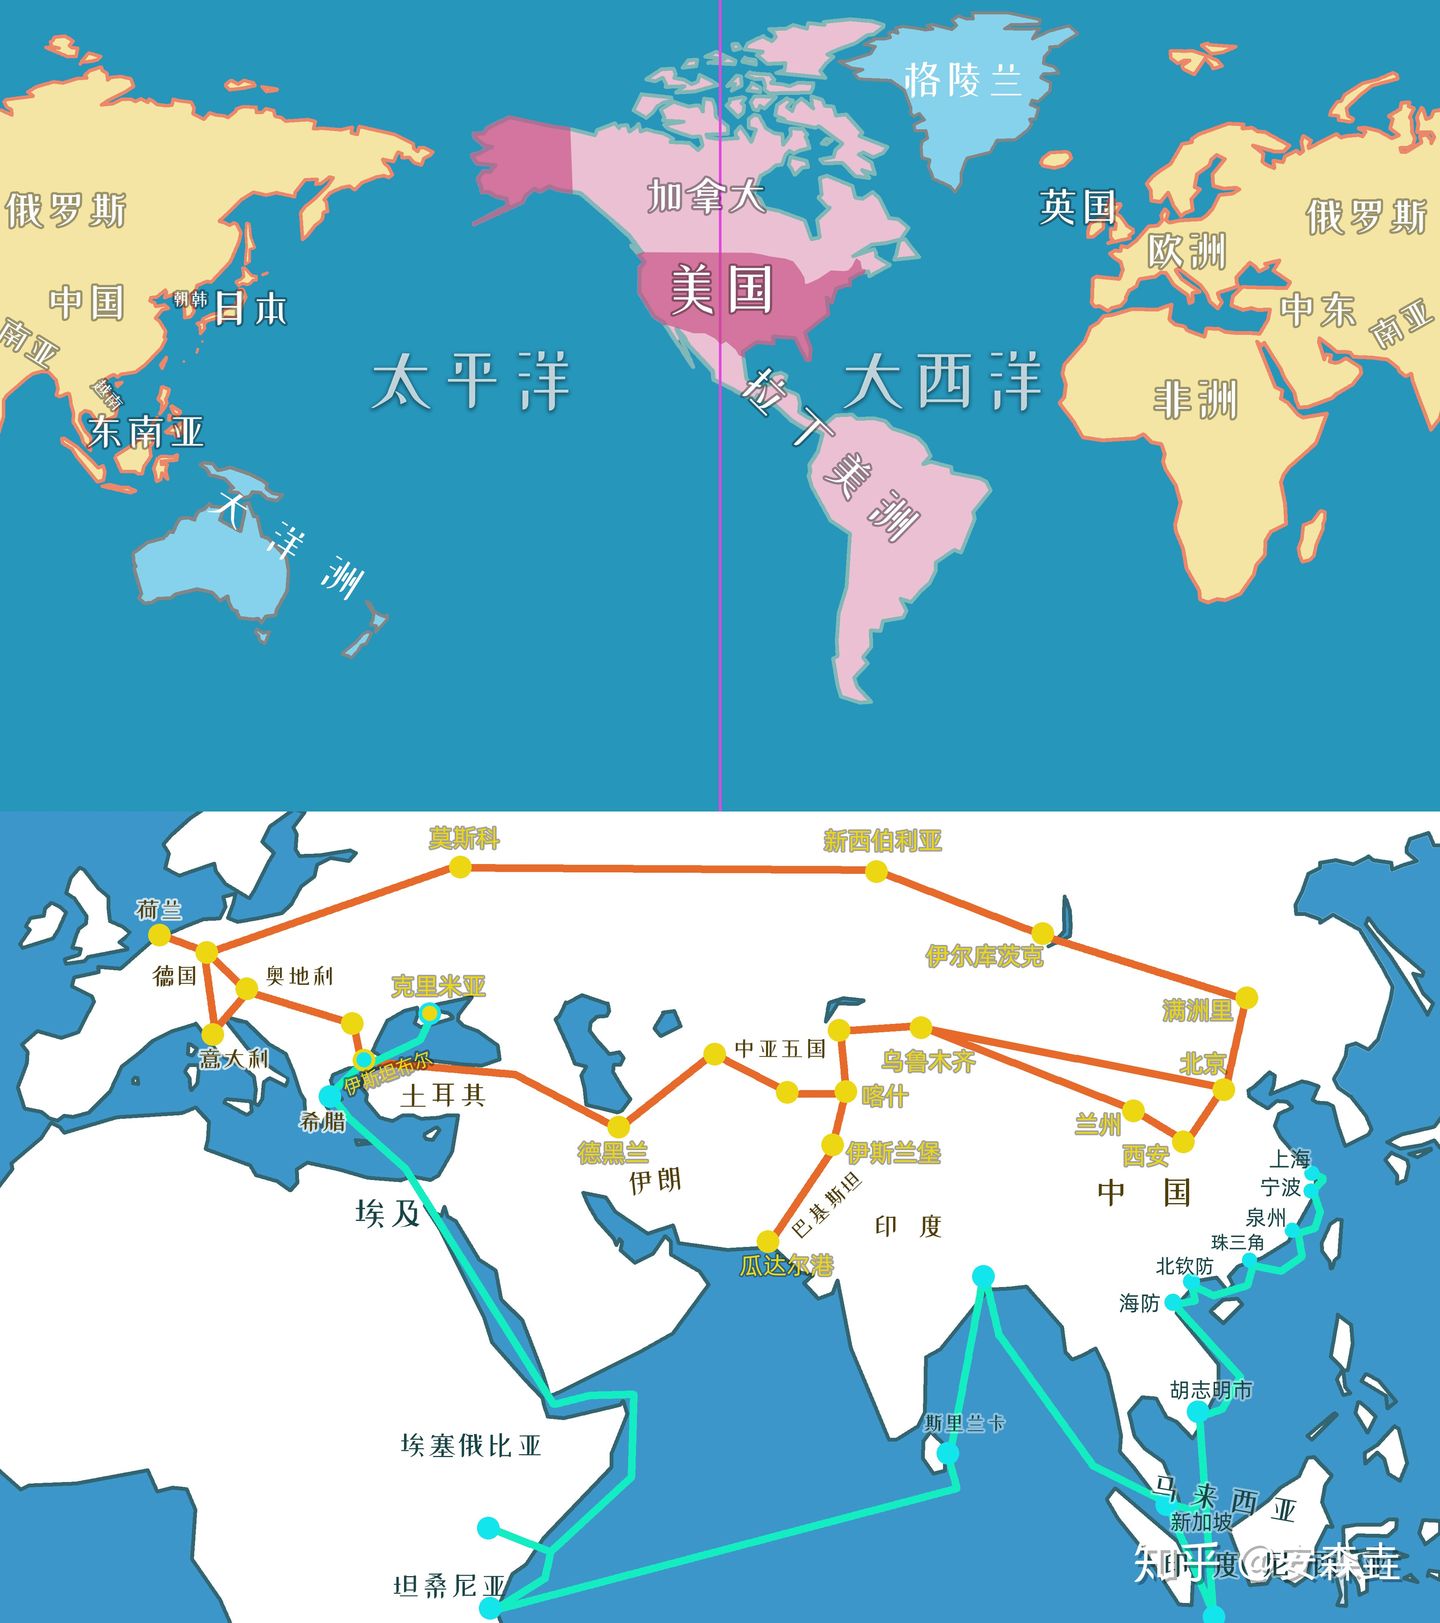 格陵兰
加拿大
英国
俄罗斯
俄罗斯
欧洲
美国
中国
朝韩
日本
中东
南亚
南亚
太平洋
大西洋
越南
拉丁美洲
非洲
东南亚
大洋洲
莫斯科
新西伯利亚
荷兰
伊尔库茨克
德国
奥地利
克里米亚
满洲里
意大利
中亚五国
乌鲁木齐
北京
伊斯坦布尔
土耳其
喀什
希腊
兰州
德黑兰
伊斯兰堡
西安
上海
伊朗
宁波
中国
巴基斯坦
埃及
印度
泉州
珠三角
瓜达尔港
北钦防
海防
胡志明市
斯里兰卡
埃塞俄比亚
马来西亚
新加坡
坦桑尼亚
知乎 @安森垚